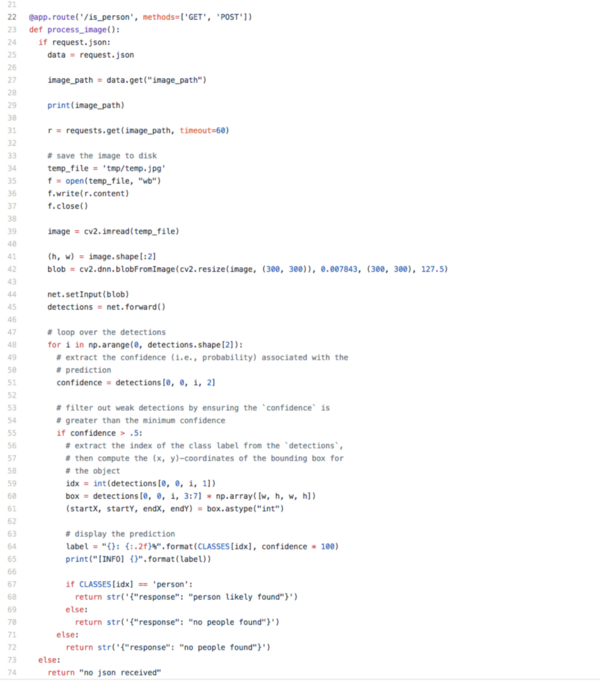 21
22 @app.route('/is_person', methods=['GET', 'POST'])
23 def process_image():
24   if request.json:
25     data = request.json
26
27     image_path = data.get("image_path")
28
29     print(image_path)
30
31     r = requests.get(image_path, timeout=60)
32
33     # save the image to disk
34     temp_file = 'tmp/temp.jpg'
35     f = open(temp_file, "wb")
36     f.write(r.content)
37     f.close()
38
39     image = cv2.imread(temp_file)
40
41     (h, w) = image.shape[:2]
42     blob = cv2.dnn.blobFromImage(cv2.resize(image, (300, 300)), 0.007843, (300, 300), 127.5)
43
44     net.setInput(blob)
45     detections = net.forward()
46
47     # loop over the detections
48     for i in np.arange(0, detections.shape[2]):
49       # extract the confidence (i.e., probability) associated with the
50       # prediction
51       confidence = detections[0, 0, i, 2]
52
53       # filter out weak detections by ensuring the `confidence` is
54       # greater than the minimum confidence
55       if confidence > .5:
56         # extract the index of the class label from the `detections`,
57         # then compute the (x, y)-coordinates of the bounding box for
58         # the object
59         idx = int(detections[0, 0, i, 1])
60         box = detections[0, 0, i, 3:7] * np.array([w, h, w, h])
61         (startX, startY, endX, endY) = box.astype("int")
62
63         # display the prediction
64         label = "{}: {:.2f}%".format(CLASSES[idx], confidence * 100)
65         print("[INFO] {}".format(label))
66
67         if CLASSES[idx] == 'person':
68           return str('{"response": "person likely found"}')
69         else:
70           return str('{"response": "no people found"}')
71       else:
72         return str('{"response": "no people found"}')
73   else:
74     return "no json received"